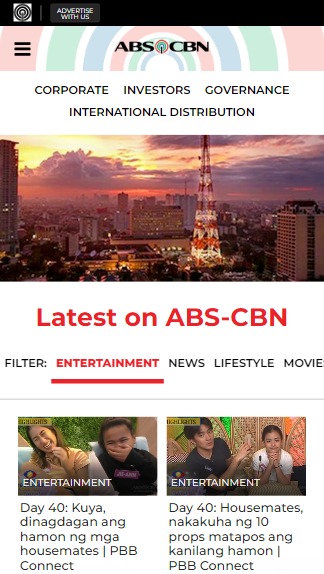 ADVERTISE
WITH US
ABS CBN
CORPORATE INVESTORS GOVERNANCE
INTERNATIONAL DISTRIBUTION
Latest on ABS-CBN
FILTER: ENTERTAINMENT NEWS LIFESTYLE MOVIE
HIGHLIGHTS
ENTERTAINMENT
Day 40: Kuya,
dinagdagan ang
hamon ng mga
housemates | PBB
Connect
HIGHLIGHTS
ENTERTAINMENT
Day 40: Housemates,
nakakuha ng 10
props matapos ang
kanilang hamon |
PBB Connect